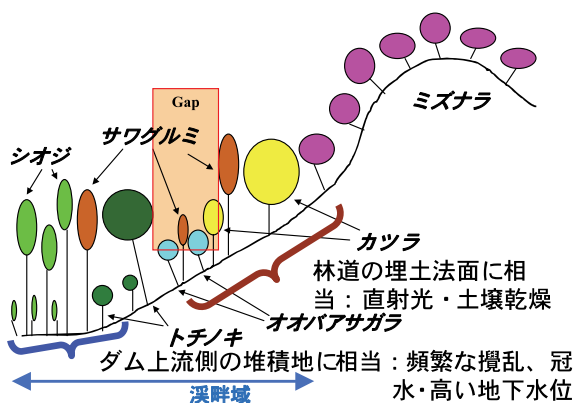 Gap
ミズナラ
サワグルミ
シオジ
カツラ
林道の埋土法面に相
当：直射光・土壌乾燥
オオバアサガラ
トチノキ
ダム上流側の堆積地に相当：頻繁な攪乱、冠
水・高い地下水位
渓畔域